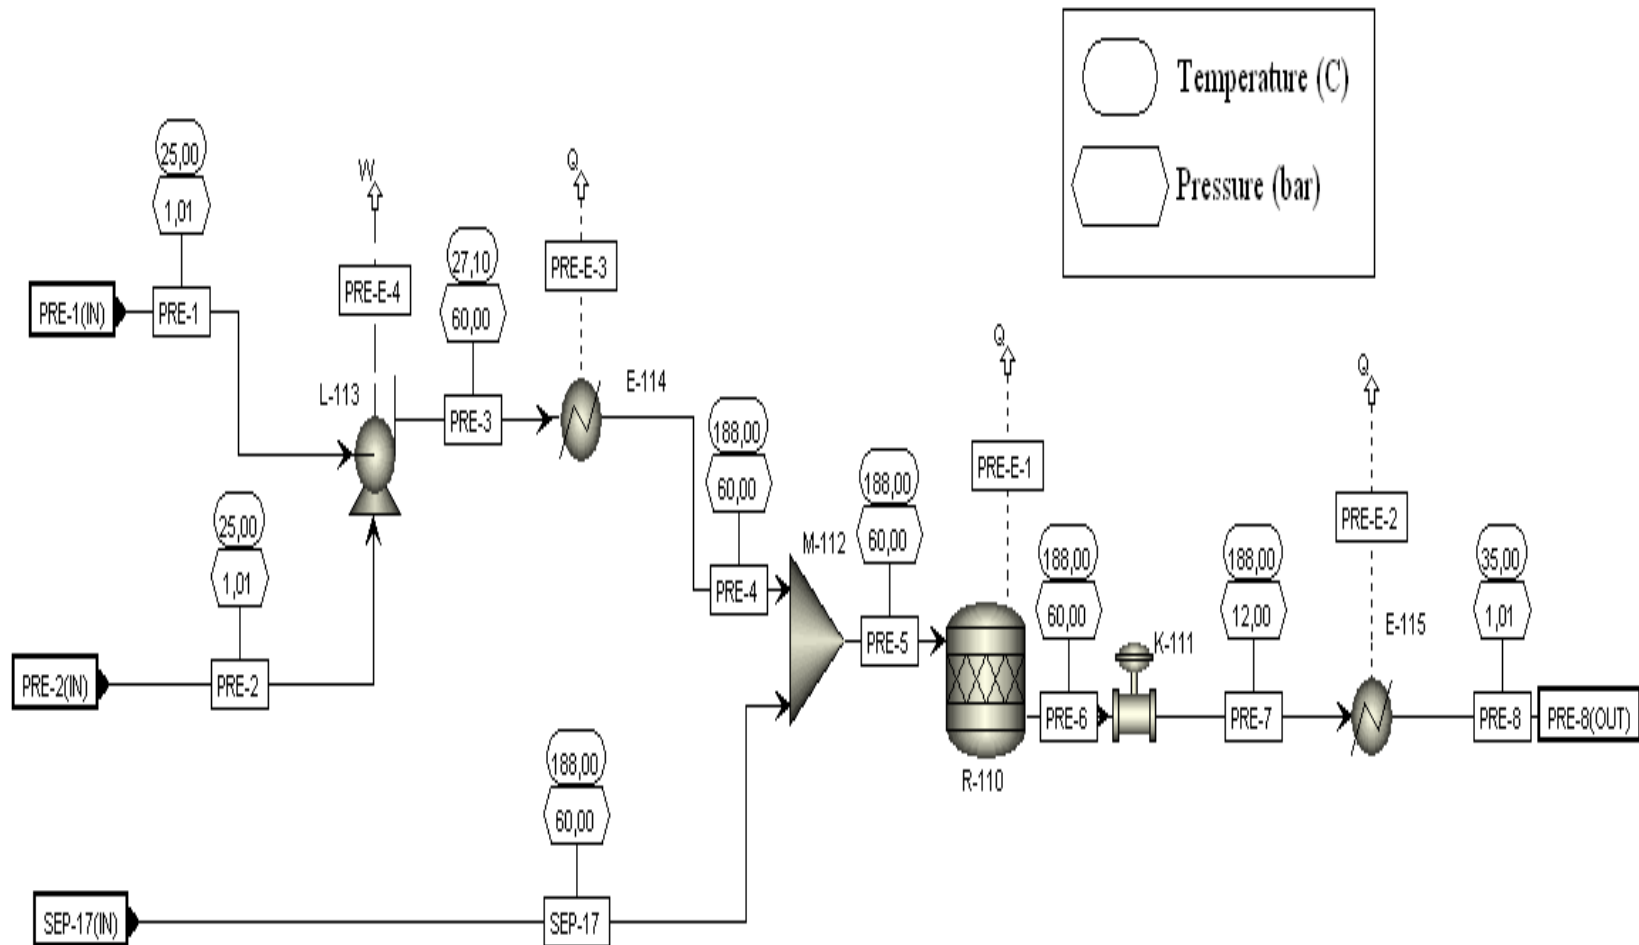 Temperature (C)
Pressure (bar)
25,00
1,01
PRE-1(IN)
PRE-1
W
PRE-E-4
L-113
27,10
60,00
PRE-3
Q
PRE-E-3
E-114
25,00
1,01
PRE-2(IN)
PRE-2
188,00
60,00
PRE-4
M-112
188,00
60,00
PRE-5
Q
PRE-E-1
R-110
188,00
60,00
PRE-6
K-111
188,00
12,00
PRE-7
Q
PRE-E-2
E-115
35,00
1,01
PRE-8
PRE-8(OUT)
188,00
60,00
SEP-17(IN)
SEP-17